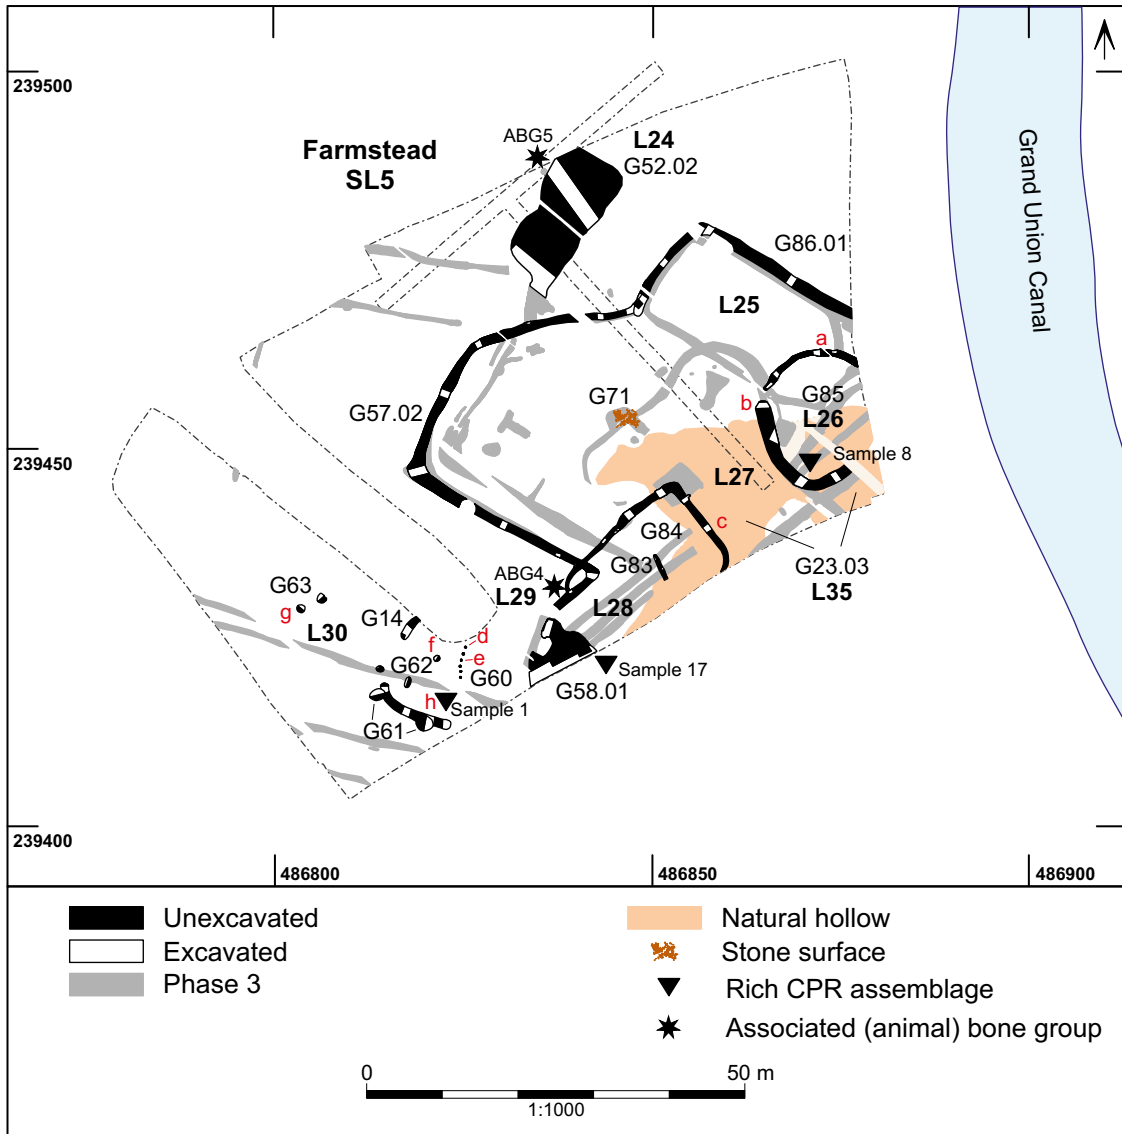 239500
ABG5
L24
G52.02
Farmstead
SL5
Grand Union Canal
G86.01
L25
a
G71
b
G85
L26
G57.02
Sample 8
239450
L27
c
G84
G83
G23.03
L35
ABG4
L29
L28
G63
g
L30
G14
f
d
e
G62
G60
Sample 17
G58.01
h
Sample 1
G61
239400
486800
486850
486900
Unexcavated
Excavated
Phase 3
Natural hollow
Stone surface
Rich CPR assemblage
Associated (animal) bone group
0
50 m
1:1000